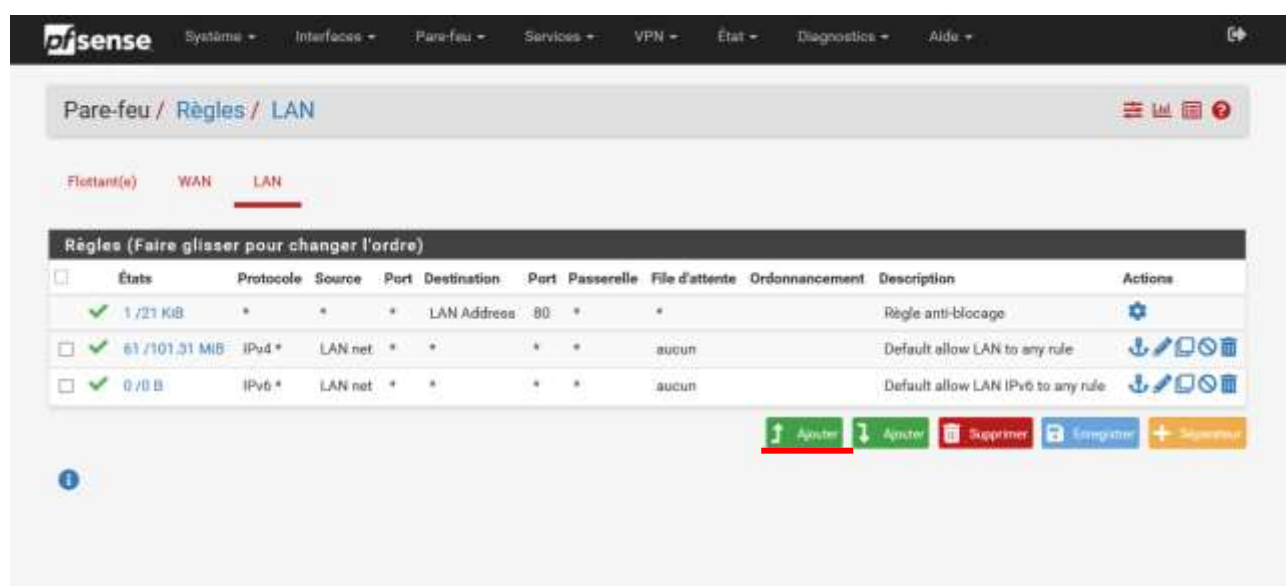 pfsense Système Interfaces Pare-feu Services VPN État Diagnostics Aide
Pare-feu / Règles / LAN
Flottant(e) WAN LAN
Règles (Faire glisser pour changer l'ordre)
États Protocole Source Port Destination Port Passerelle File d'attente Ordonnancement Description Actions
1 /21 KiB * * * LAN Address 80 * * Règle anti-blocage
61 /101.31 MiB IPv4 * LAN net * * * * aucun Default allow LAN to any rule
0 /0 B IPv6 * LAN net * * * * aucun Default allow LAN IPv6 to any rule
Ajouter Ajouter Supprimer Enregistrer Séparateur